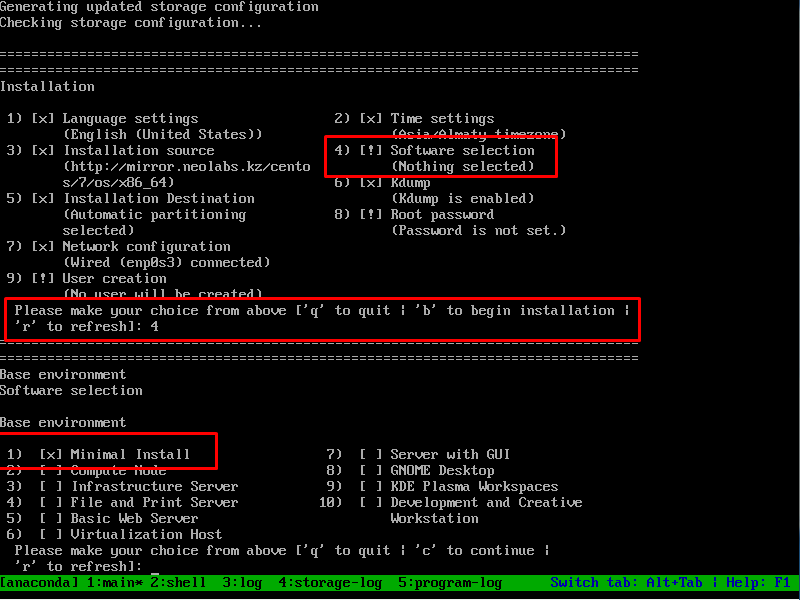 Generating updated storage configuration
Checking storage configuration...
================================================================================
================================================================================
Installation
1) [x] Language settings                 2) [x] Time settings
(English (United States))                (Asia/Almaty timezone)
3) [x] Installation source               4) [!] Software selection
(http://mirror.neolabs.kz/cento          (Nothing selected)
s/7/os/x86_64)                           6) [x] Kdump
5) [x] Installation Destination          (Kdump is enabled)
(Automatic partitioning                  8) [!] Root password
selected)                                (Password is not set.)
7) [x] Network configuration
(Wired (enp0s3) connected)
9) [!] User creation
(No user will be created)
Please make your choice from above ['q' to quit | 'b' to begin installation |
'r' to refresh]: 4
================================================================================
================================================================================
Base environment
Software selection
Base environment
1) [x] Minimal Install                   7) [ ] Server with GUI
2) [ ] Compute Node                      8) [ ] GNOME Desktop
3) [ ] Infrastructure Server             9) [ ] KDE Plasma Workspaces
4) [ ] File and Print Server             10) [ ] Development and Creative
5) [ ] Basic Web Server                  Workstation
6) [ ] Virtualization Host
Please make your choice from above ['q' to quit | 'c' to continue |
'r' to refresh]: _
[anaconda] 1:main* 2:shell  3:log  4:storage-log  5:program-log      Switch tab: Alt+Tab | Help: F1